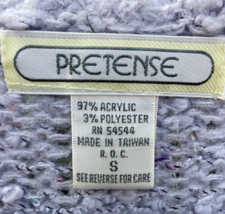 PRETENSE
97% ACRYLIC
3% POLYESTER
RN 54544
MADE IN TAIWAN
R.O.C.
S
SEE REVERSE FOR CARE